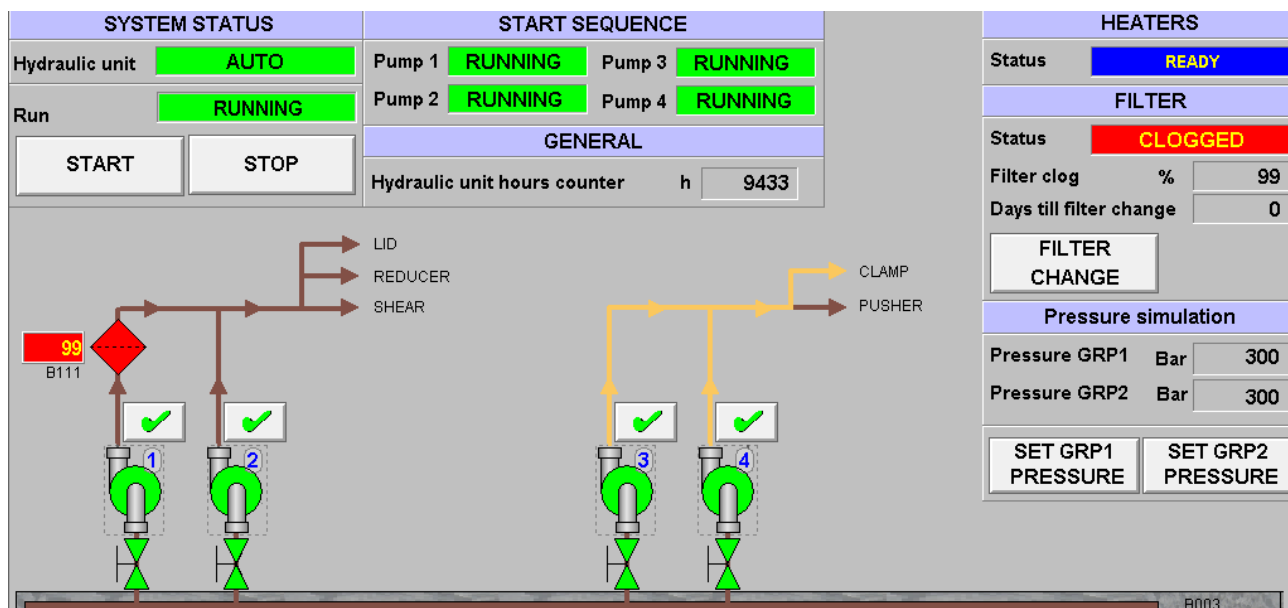 SYSTEM STATUS
Hydraulic unit AUTO
Run RUNNING
START STOP
START SEQUENCE
Pump 1 RUNNING Pump 3 RUNNING
Pump 2 RUNNING Pump 4 RUNNING
GENERAL
Hydraulic unit hours counter h 9433
HEATERS
Status READY
FILTER
Status CLOGGED
Filter clog % 99
Days till filter change 0
FILTER
CHANGE
Pressure simulation
Pressure GRP1 Bar 300
Pressure GRP2 Bar 300
SET GRP1
PRESSURE
SET GRP2
PRESSURE
LID
REDUCER
SHEAR
CLAMP
PUSHER
99
B111
1 2 3 4
B003